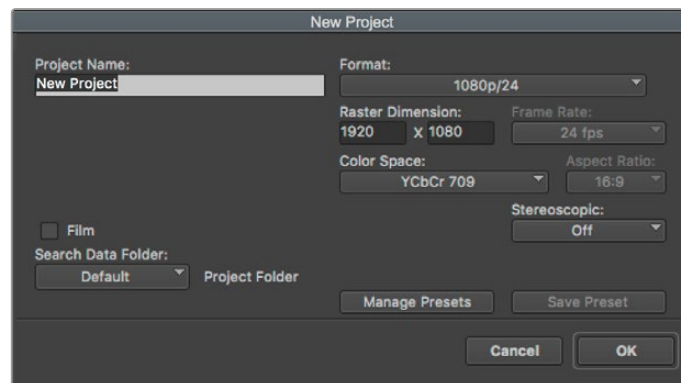 New Project
Project Name:
New Project
Format:
1080p/24
Raster Dimension:
Frame Rate:
1920 X 1080
24 fps
Color Space:
Aspect Ratio:
YCbCr 709
16:9
Stereoscopic:
Film
Off
Search Data Folder:
Default
Project Folder
Manage Presets
Save Preset
Cancel
OK